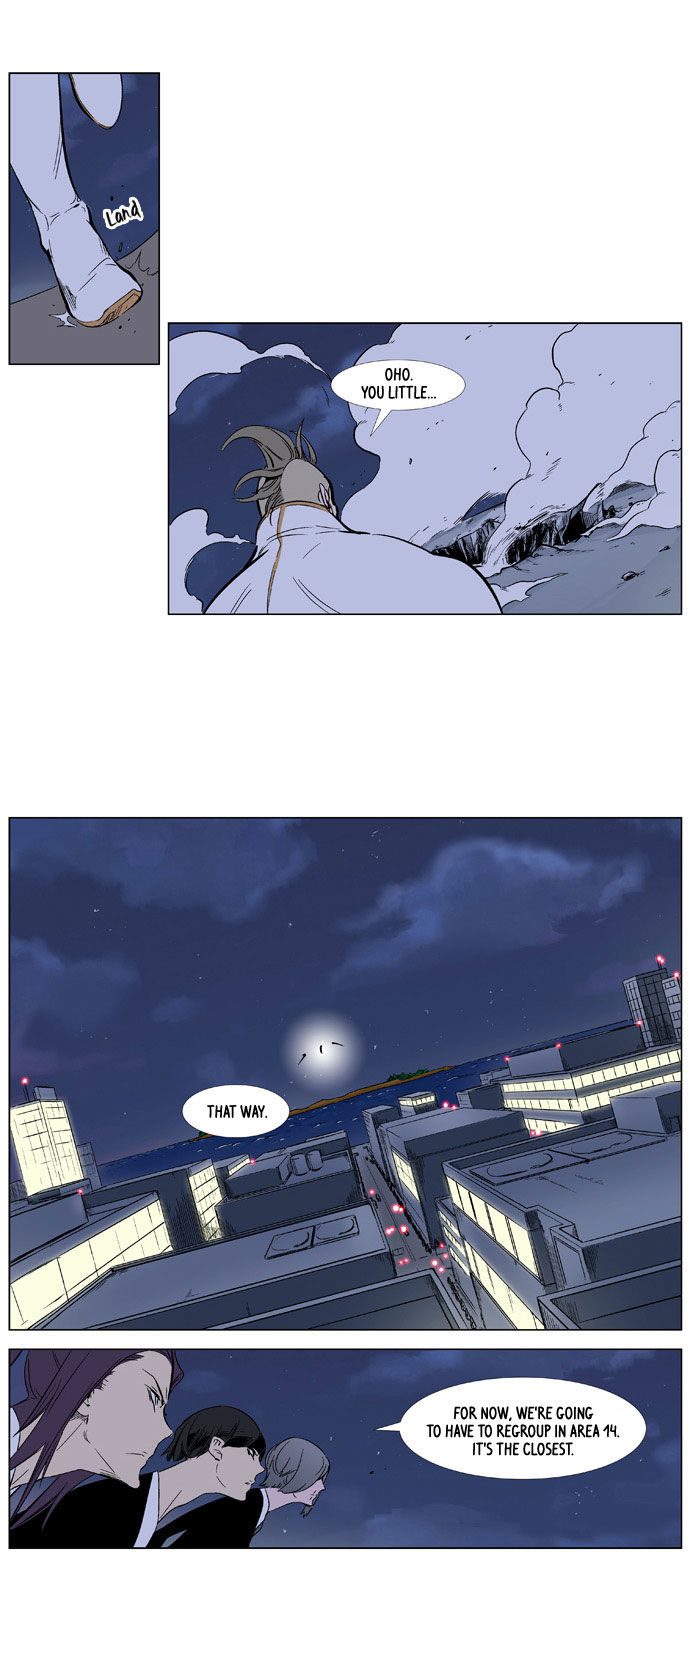 Land
OHO.
YOU LITTLE...
THAT WAY.
FOR NOW, WE'RE GOING
TO HAVE TO REGROUP IN AREA 14.
IT'S THE CLOSEST.